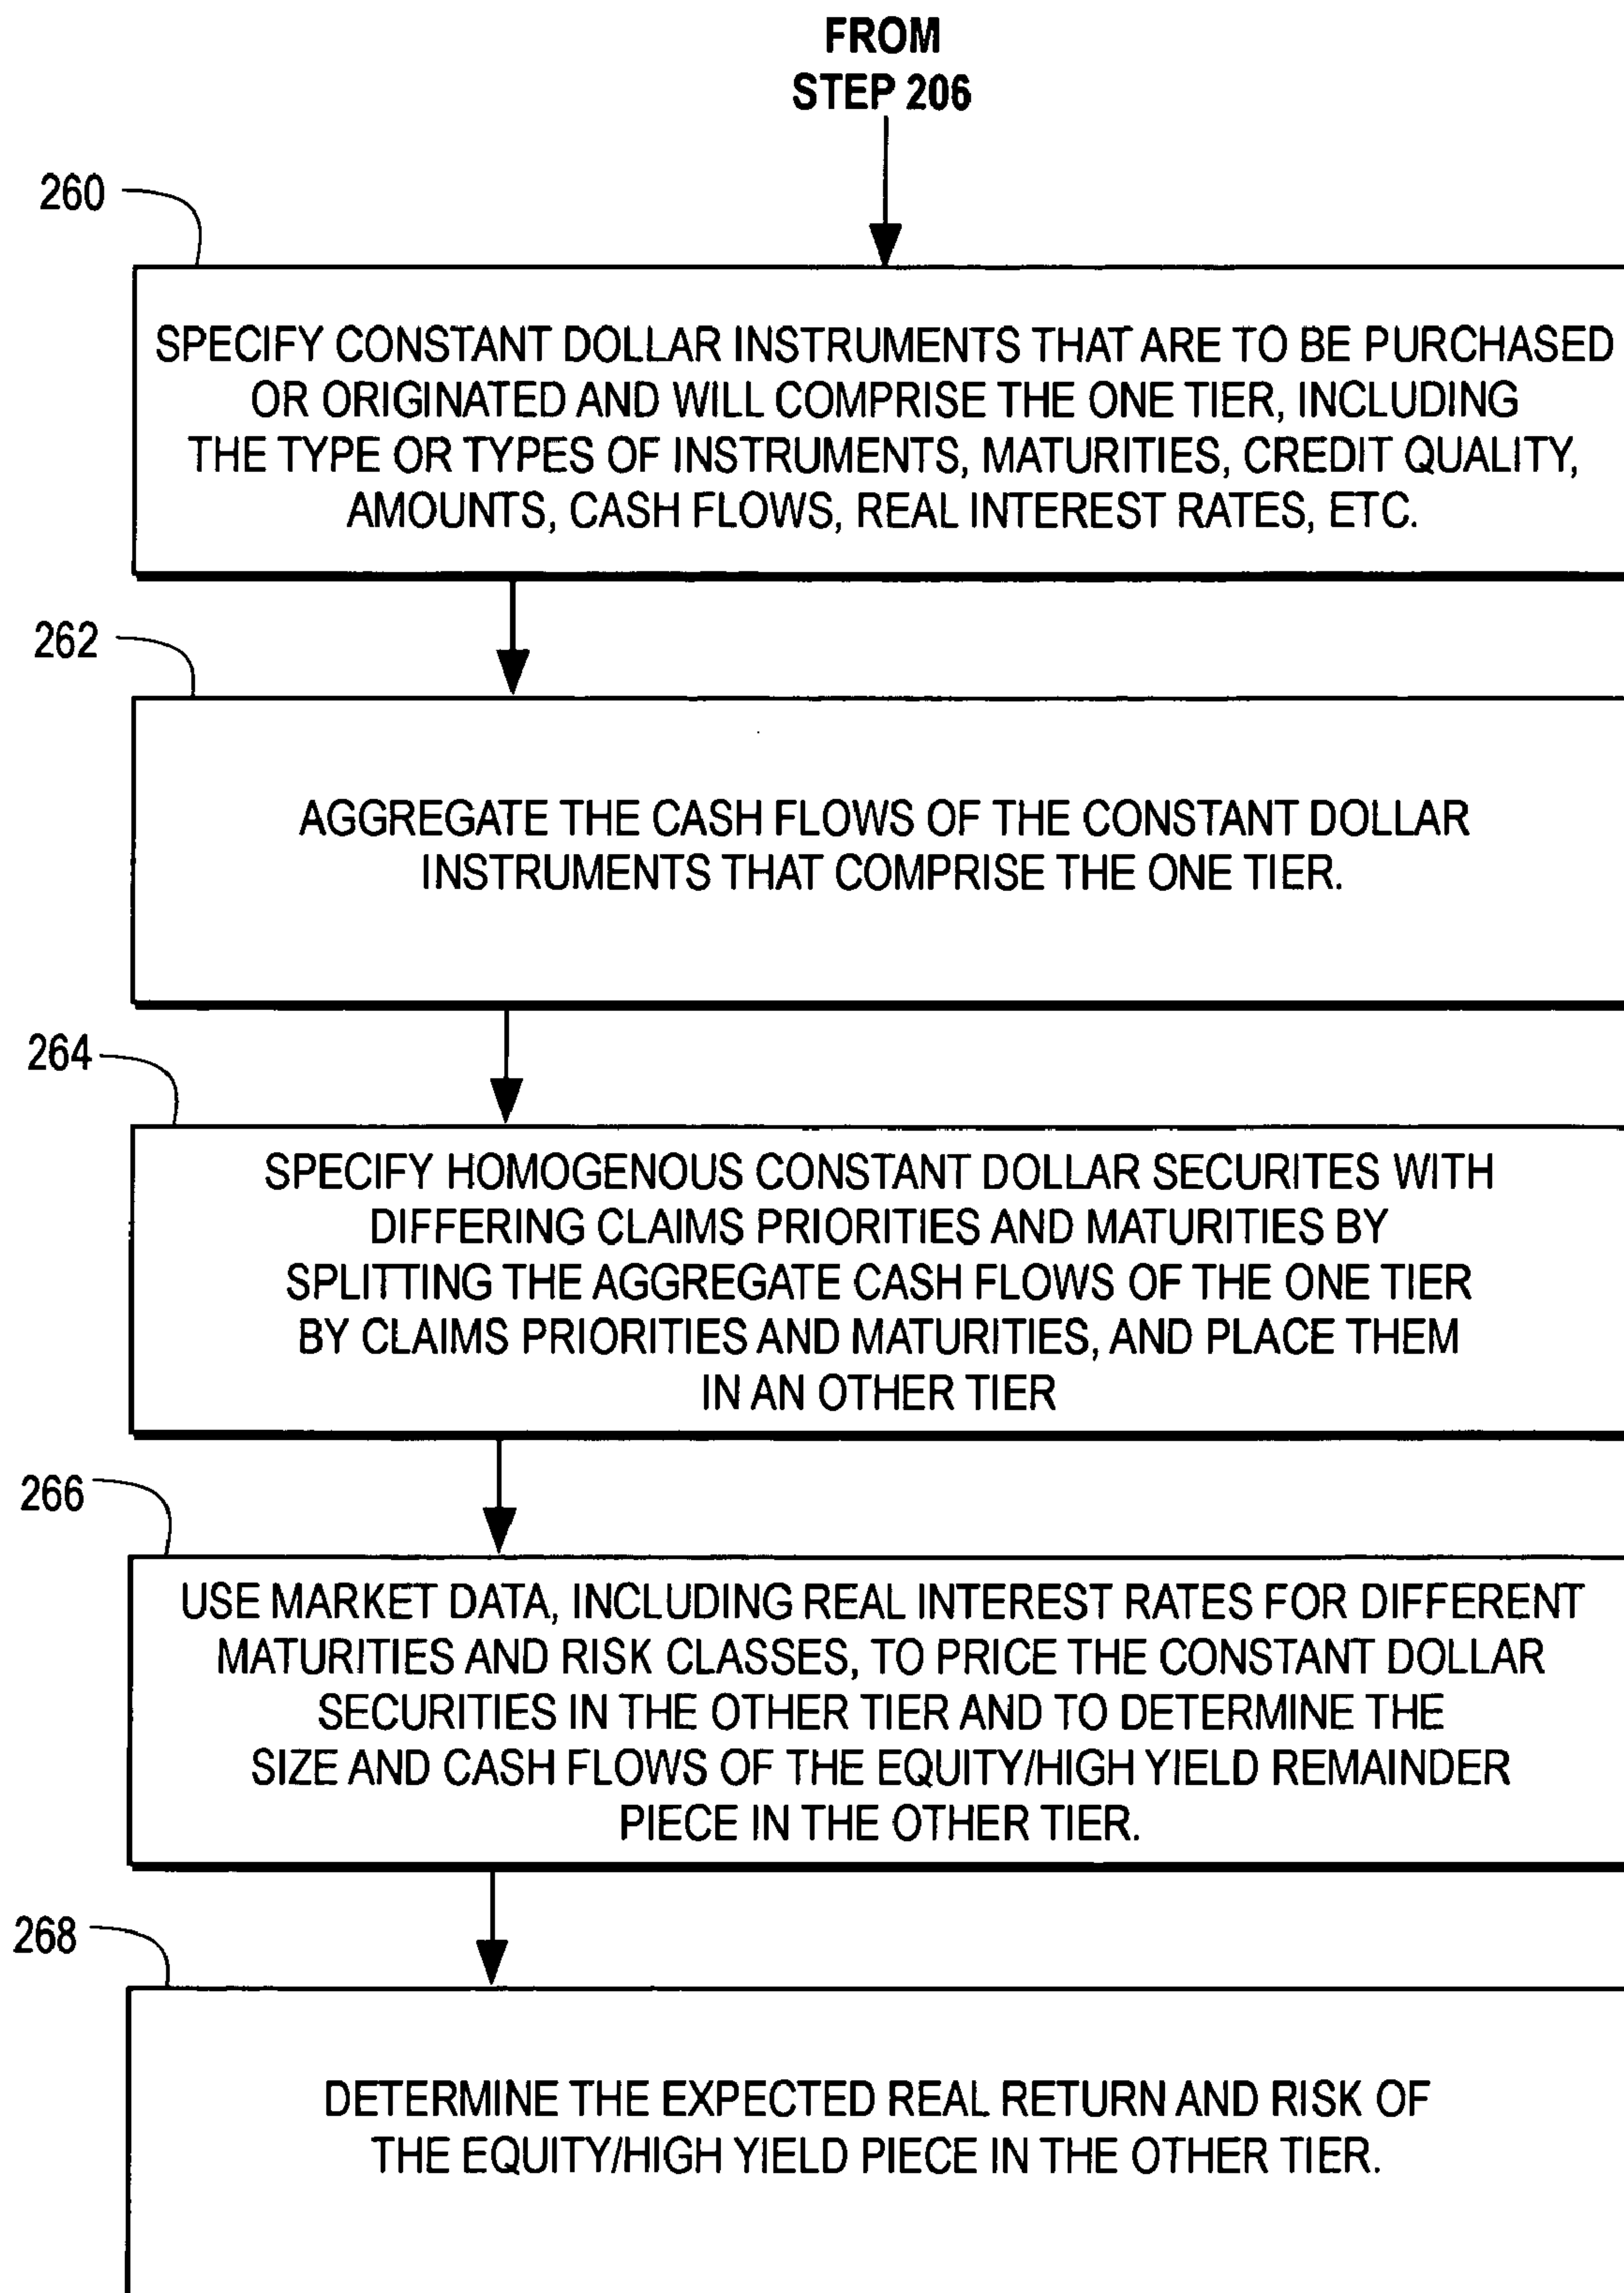 FROM
STEP 206
260
SPECIFY CONSTANT DOLLAR INSTRUMENTS THAT ARE TO BE PURCHASED
OR ORIGINATED AND WILL COMPRISE THE ONE TIER, INCLUDING
THE TYPE OR TYPES OF INSTRUMENTS, MATURITIES, CREDIT QUALITY,
AMOUNTS, CASH FLOWS, REAL INTEREST RATES, ETC.
262
AGGREGATE THE CASH FLOWS OF THE CONSTANT DOLLAR
INSTRUMENTS THAT COMPRISE THE ONE TIER.
264
SPECIFY HOMOGENOUS CONSTANT DOLLAR SECURITES WITH
DIFFERING CLAIMS PRIORITIES AND MATURITIES BY
SPLITTING THE AGGREGATE CASH FLOWS OF THE ONE TIER
BY CLAIMS PRIORITIES AND MATURITIES, AND PLACE THEM
IN AN OTHER TIER
266
USE MARKET DATA, INCLUDING REAL INTEREST RATES FOR DIFFERENT
MATURITIES AND RISK CLASSES, TO PRICE THE CONSTANT DOLLAR
SECURITIES IN THE OTHER TIER AND TO DETERMINE THE
SIZE AND CASH FLOWS OF THE EQUITY/HIGH YIELD REMAINDER
PIECE IN THE OTHER TIER.
268
DETERMINE THE EXPECTED REAL RETURN AND RISK OF
THE EQUITY/HIGH YIELD PIECE IN THE OTHER TIER.